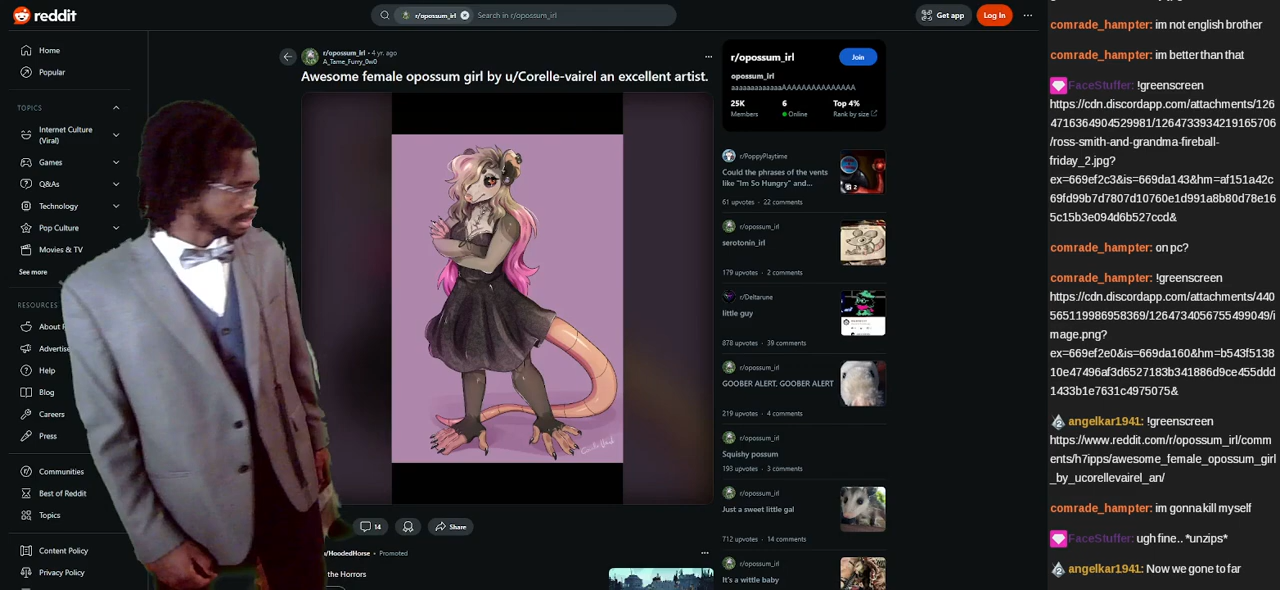 reddit
r/opossum_irl
Search in r/opossum_irl
Get app
Log In
Home
Popular
TOPICS
Internet Culture
(Viral)
Games
Q&As
Technology
Pop Culture
Movies & TV
See more
RESOURCES
About
Advertise
Help
Blog
Careers
Press
Communities
Best of Reddit
Topics
Content Policy
Privacy Policy
r/opossum_irl • 4 yr. ago
A_Tame_Furry_0w0
Awesome female opossum girl by u/Corelle-vairel an excellent artist.
14
Share
/HoodedHorse • Promoted
the Horrors
r/opossum_irl
Join
opossum_irl
aaaaaaaaaaaaaAAAAAAAAAAAAAAA
25K
6
Top 4%
Members
Online
Rank by size
r/PoppyPlaytime
Could the phrases of the vents
like "Im So Hungry" and...
2
61 upvotes · 22 comments
r/opossum_irl
serotonin_irl
179 upvotes · 2 comments
r/Deltarune
little guy
878 upvotes · 39 comments
r/opossum_irl
GOOBER ALERT. GOOBER ALERT
219 upvotes · 4 comments
r/opossum_irl
Squishy possum
193 upvotes · 3 comments
r/opossum_irl
Just a sweet little gal
712 upvotes · 14 comments
r/opossum_irl
It's a wittle baby
comrade_hampter: im not english brother
comrade_hampter: im better than that
FaceStuffer: !greenscreen
https://cdn.discordapp.com/attachments/126
4716364904529981/1264733934219165706
/ross-smith-and-grandma-fireball-
friday_2.jpg?
ex=669ef2c3&is=669da143&hm=af151a42c
69fd99b7d7807d10760e1d991a8b80d78e16
5c15b3e094d6b527ccd&
comrade_hampter: on pc?
comrade_hampter: !greenscreen
https://cdn.discordapp.com/attachments/440
565119986958369/1264734056755499049/i
mage.png?
ex=669ef2e0&is=669da160&hm=b543f5138
10e47496af3d6527183b341886d9ce455ddd
1433b1e7631c4975075&
angelkar1941: !greenscreen
https://www.reddit.com/r/opossum_irl/comm
ents/h7ipps/awesome_female_opossum_girl
_by_ucorellevairel_an/
comrade_hampter: im gonna kill myself
FaceStuffer: ugh fine.. *unzips*
angelkar1941: Now we gone to far